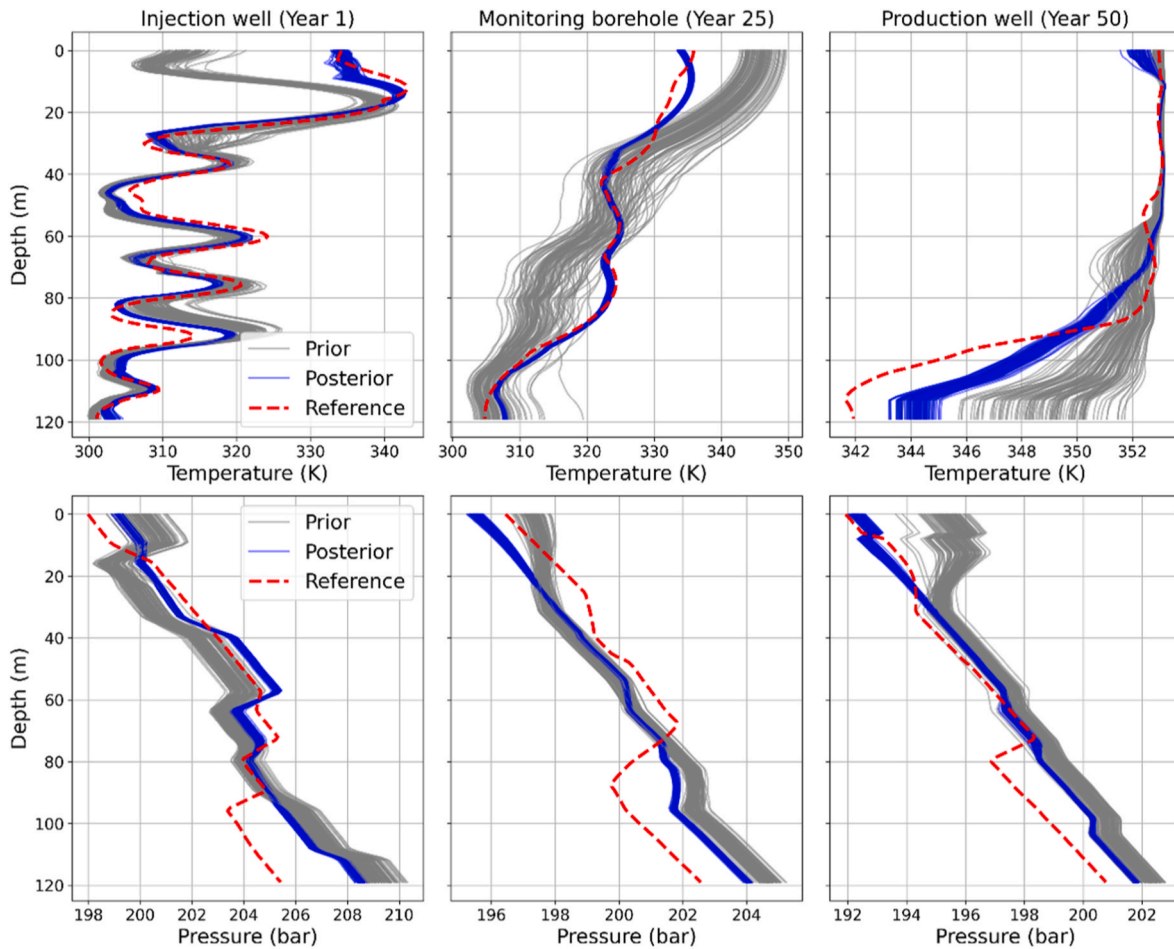 Injection well (Year 1)
Monitoring borehole (Year 25)
Production well (Year 50)
Depth (m)
0
20
40
60
80
100
120
Prior
Posterior
Reference
300 310 320 330 340
Temperature (K)
300 310 320 330 340 350
Temperature (K)
342 344 346 348 350 352
Temperature (K)
Depth (m)
0
20
40
60
80
100
120
Prior
Posterior
Reference
198 200 202 204 206 208 210
Pressure (bar)
196 198 200 202 204
Pressure (bar)
192 194 196 198 200 202
Pressure (bar)